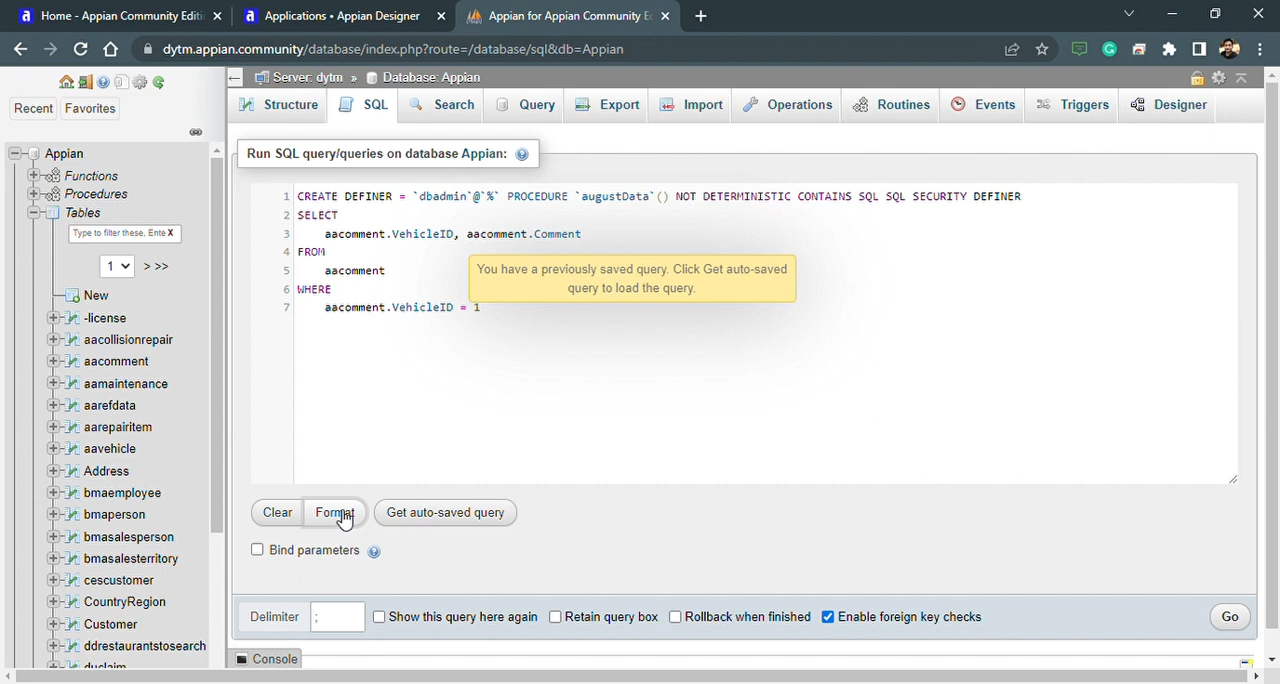 Home - Appian Community Editi
Applications • Appian Designer
Appian for Appian Community E
dytm.appian.community/database/index.php?route=/database/sql&db=Appian
Server: dytm » Database: Appian
Recent Favorites
Structure SQL Search Query Export Import Operations Routines Events Triggers Designer
Run SQL query/queries on database Appian:
Appian
Functions
Procedures
Tables
Type to filter these, Ente X
1 > >>
New
-license
aacollisionrepair
aacomment
aamaintenance
aarefdata
aarepairitem
aavehicle
Address
bmaemployee
bmaperson
bmasalesperson
bmasalesterritory
cescustomer
CountryRegion
Customer
ddrestaurantstosearch
duclaim
1 CREATE DEFINER = `dbadmin`@`%` PROCEDURE `augustData`() NOT DETERMINISTIC CONTAINS SQL SQL SECURITY DEFINER
2 SELECT
3 aacomment.VehicleID, aacomment.Comment
4 FROM
5 aacomment
6 WHERE
7 aacomment.VehicleID = 1
You have a previously saved query. Click Get auto-saved
query to load the query.
Clear Format Get auto-saved query
Bind parameters
Delimiter ; Show this query here again Retain query box Rollback when finished Enable foreign key checks Go
Console